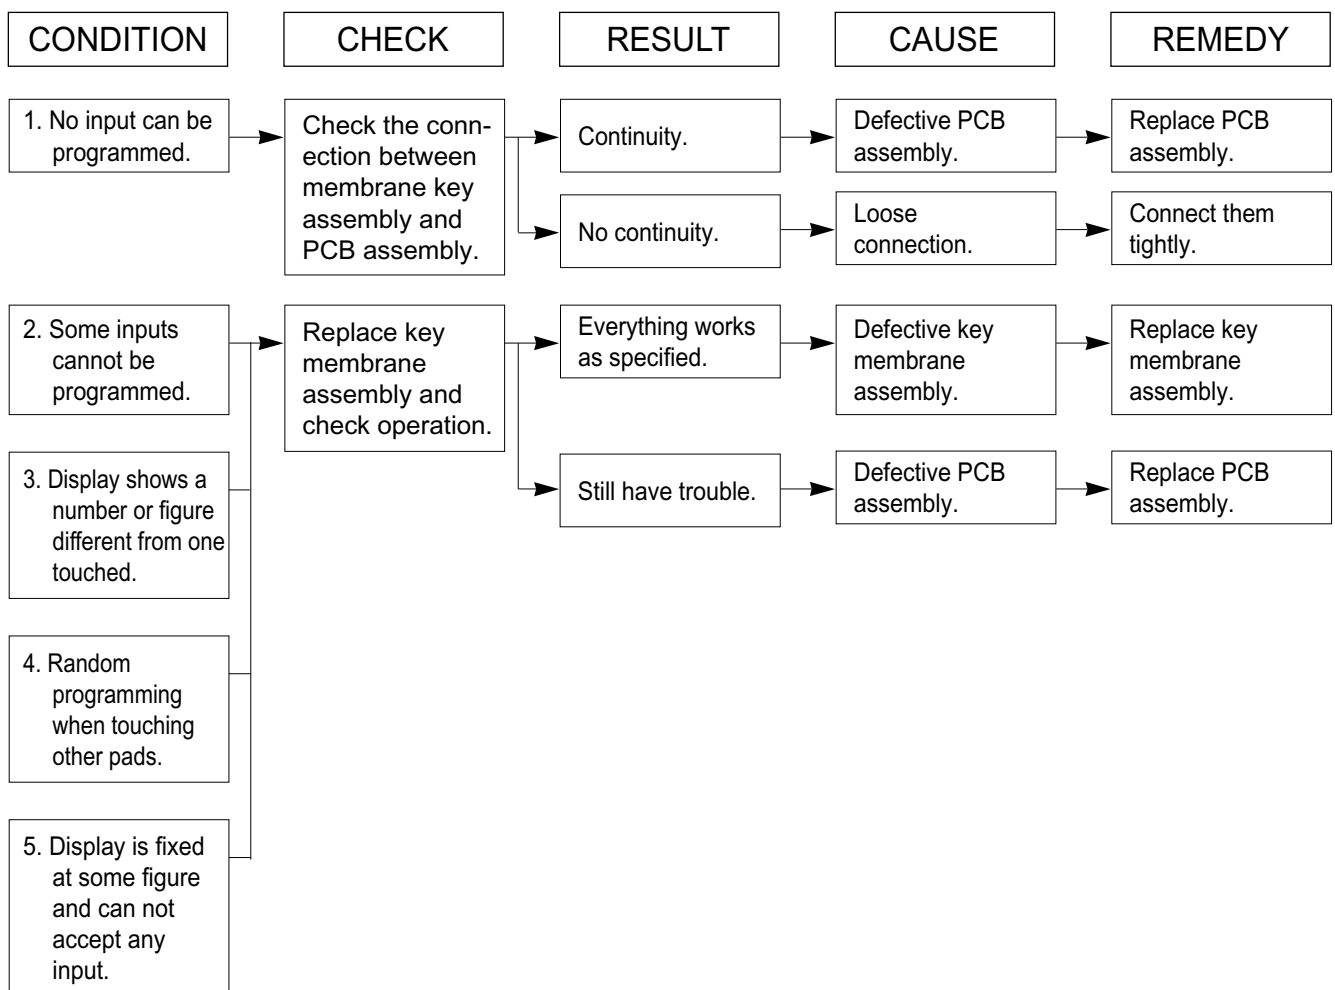 CONDITION
CHECK
RESULT
CAUSE
REMEDY
1. No input can be
programmed.
Check the conn-
ection between
membrane key
assembly and
PCB assembly.
Continuity.
Defective PCB
assembly.
Replace PCB
assembly.
No continuity.
Loose
connection.
Connect them
tightly.
2. Some inputs
cannot be
programmed.
Replace key
membrane
assembly and
check operation.
Everything works
as specified.
Defective key
membrane
assembly.
Replace key
membrane
assembly.
3. Display shows a
number or figure
different from one
touched.
Still have trouble.
Defective PCB
assembly.
Replace PCB
assembly.
4. Random
programming
when touching
other pads.
5. Display is fixed
at some figure
and can not
accept any
input.